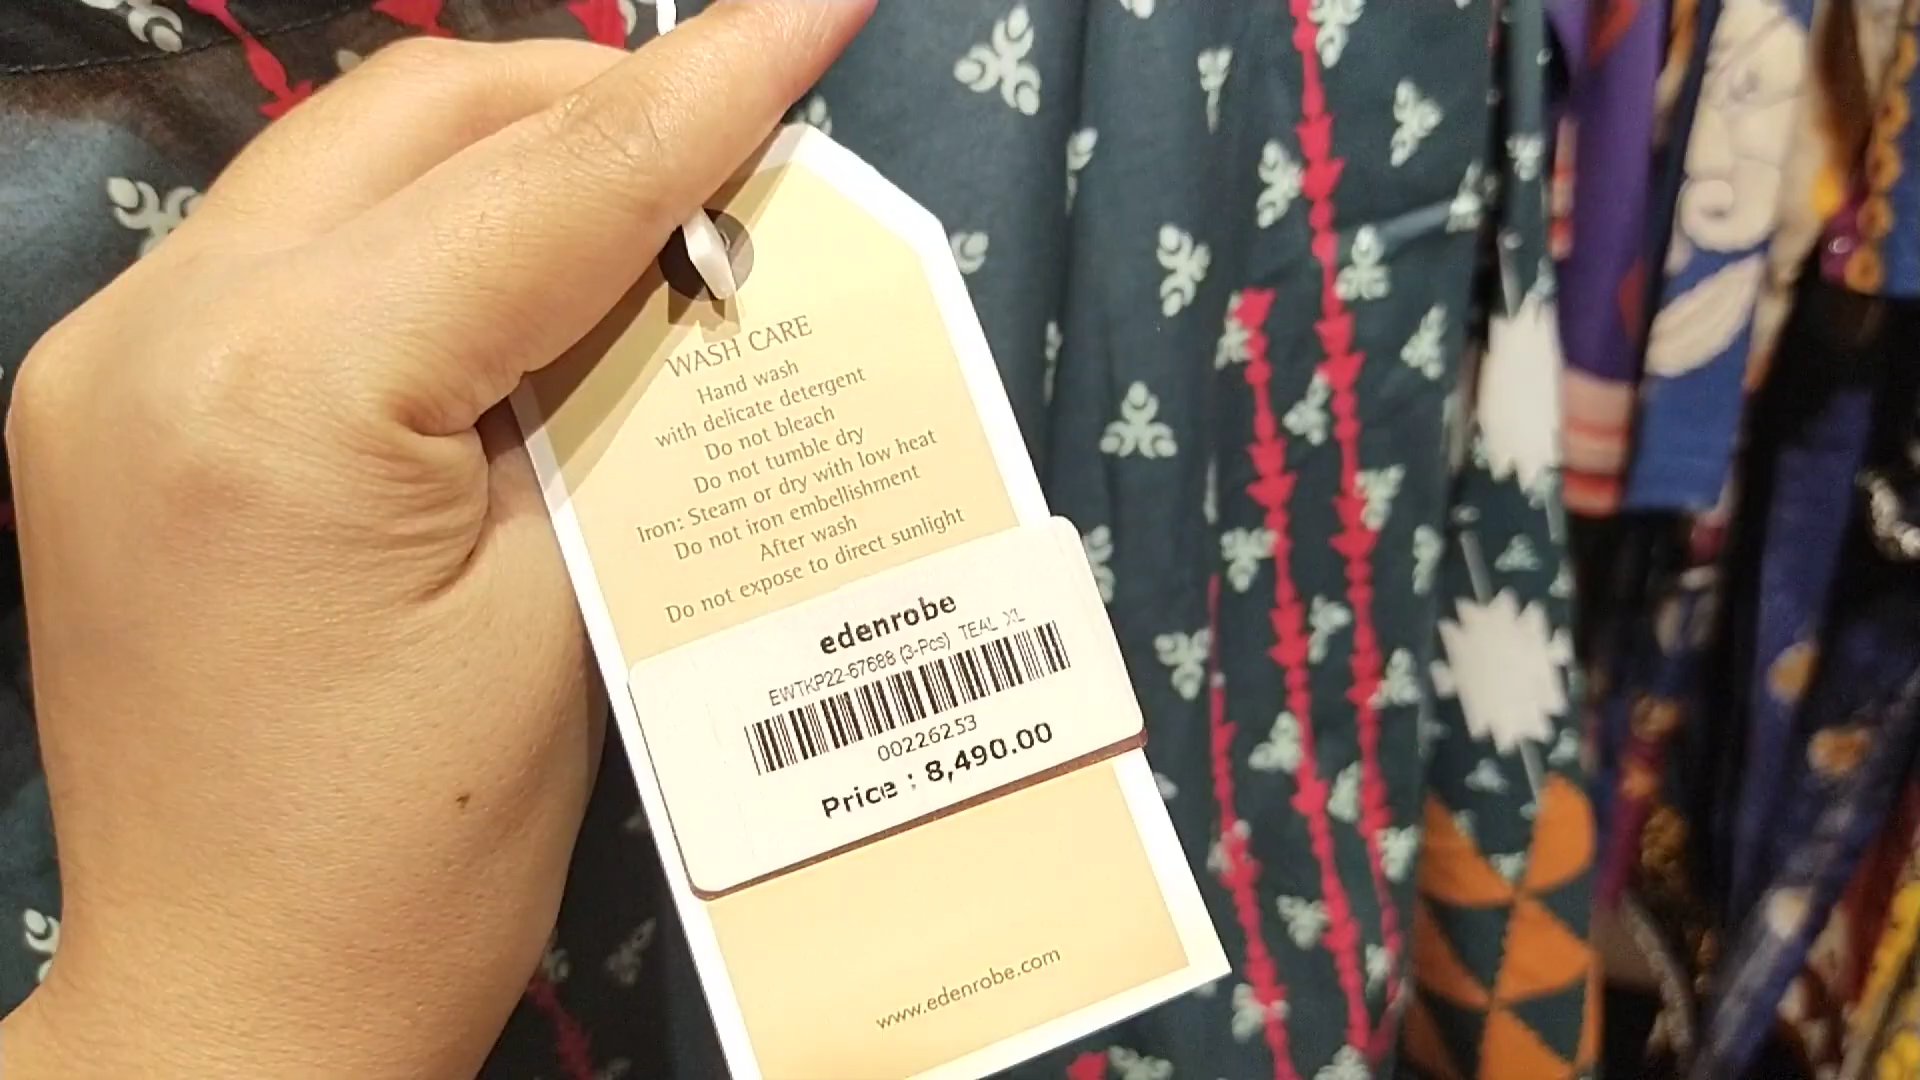 WASH CARE
Hand wash
with delicate detergent
Do not bleach
Do not tumble dry
Iron: Steam or dry with low heat
Do not iron embellishment
After wash
Do not expose to direct sunlight
edenrobe
EWTKP22-67688 (3-Pcs) TEAL XL
00226253
Price : 8,490.00
www.edenrobe.com